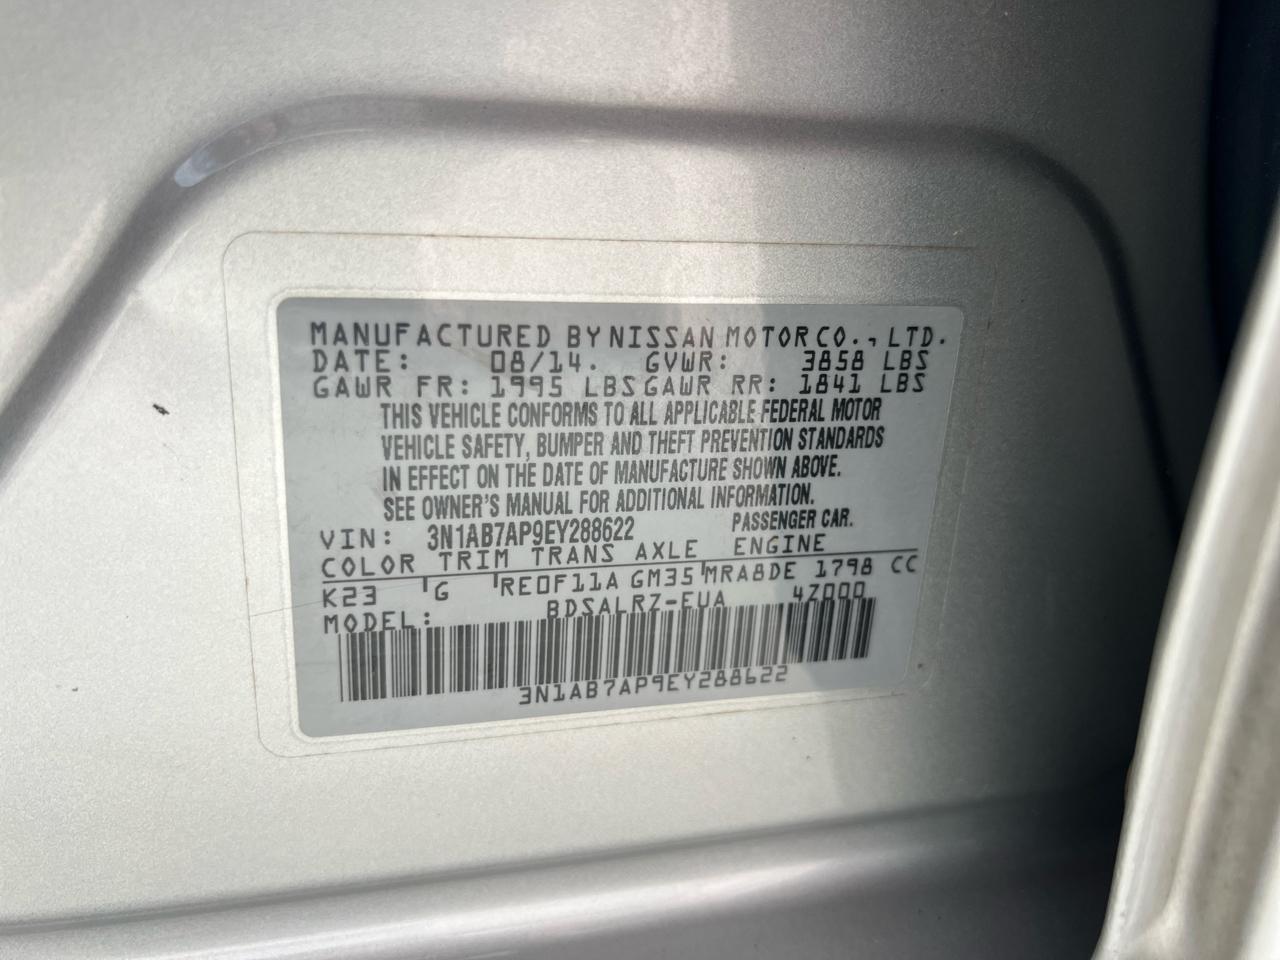 MANUFACTURED BY NISSAN MOTOR CO., LTD.
DATE: 08/14. GVWR: 3858 LBS
GAWR FR: 1995 LBS GAWR RR: 1841 LBS
THIS VEHICLE CONFORMS TO ALL APPLICABLE FEDERAL MOTOR
VEHICLE SAFETY, BUMPER AND THEFT PREVENTION STANDARDS
IN EFFECT ON THE DATE OF MANUFACTURE SHOWN ABOVE.
SEE OWNER'S MANUAL FOR ADDITIONAL INFORMATION.
VIN: 3N1AB7AP9EY288622 PASSENGER CAR.
COLOR TRIM TRANS AXLE ENGINE
K23 G RE0F11A GM35 MRA8DE 1798 CC
MODEL: BDSALRZ-EUA 4Z000
3N1AB7AP9EY288622